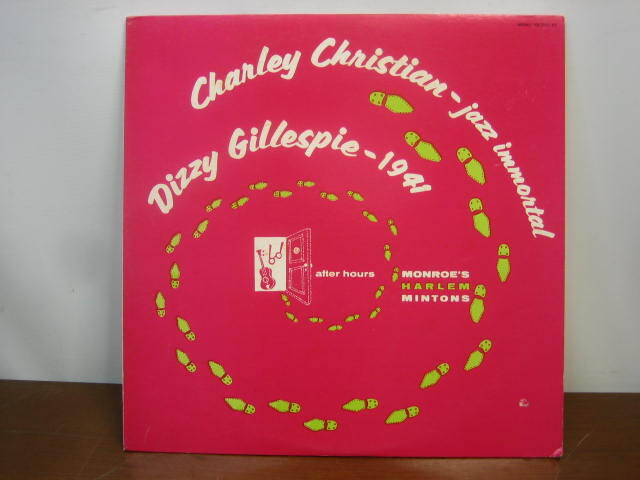 Charley Christian - jazz immortal
Dizzy Gillespie - 1941
after hours
MONROE'S
HARLEM
MINTONS